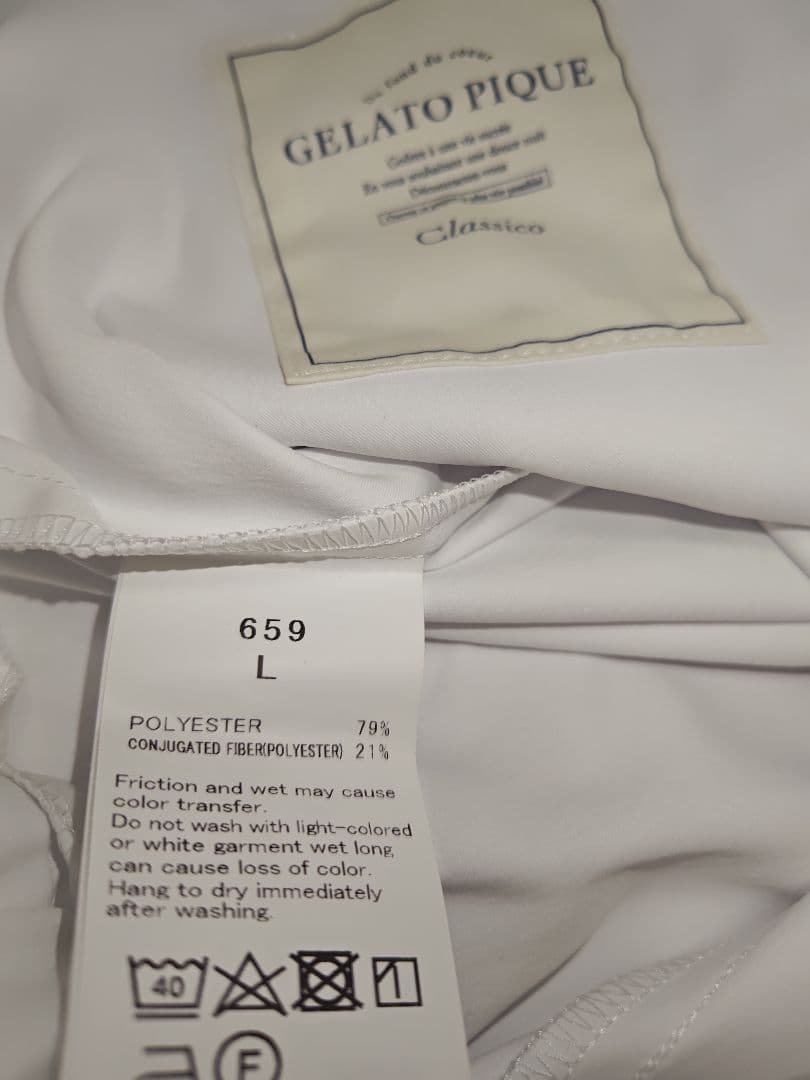 du cœur
GELATO PIQUE
Classico
659
L
POLYESTER 79%
CONJUGATED FIBER(POLYESTER) 21%
Friction and wet may cause
color transfer.
Do not wash with light-colored
or white garment wet long,
can cause loss of color.
Hang to dry immediately
after washing.
40
F